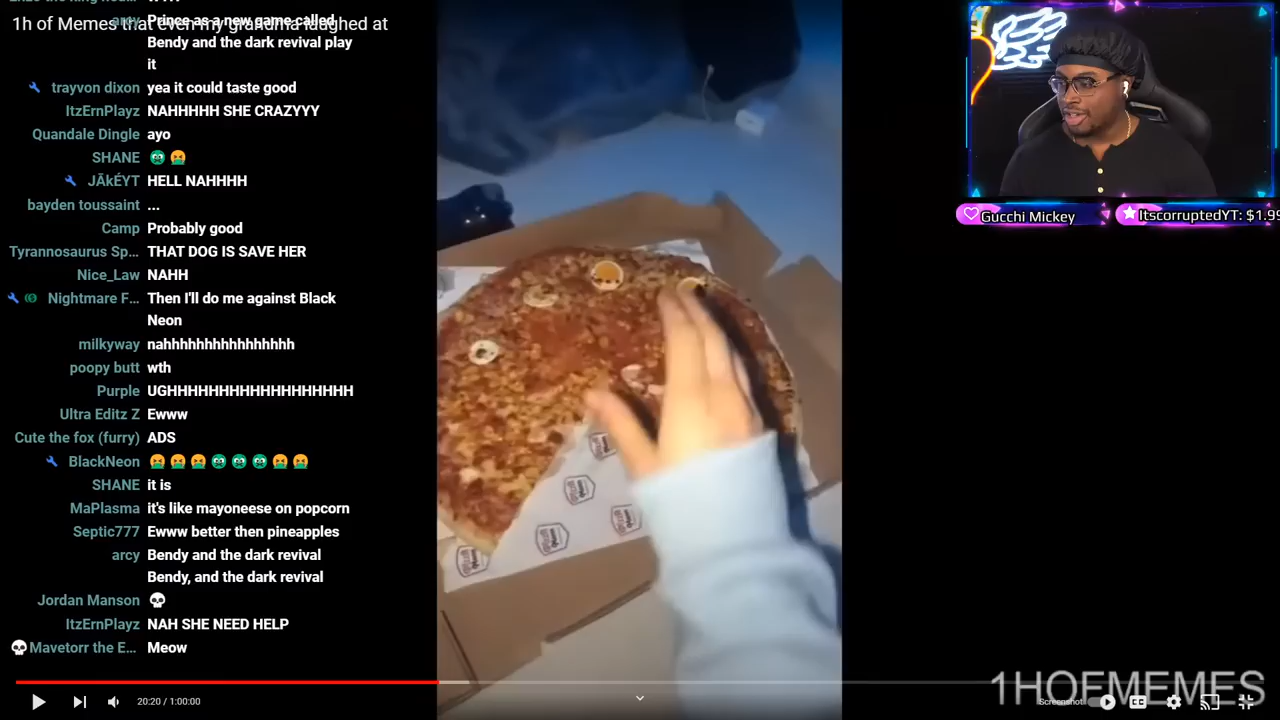 1h of Memes that even my grandma laughed at
arcy Prince as a new game called
Bendy and the dark revival play
it
trayvon dixon yea it could taste good
ItzErnPlayz NAHHHHH SHE CRAZYYY
Quandale Dingle ayo
SHANE 🤢🤮
JÃkÉYT HELL NAHHHH
bayden toussaint ...
Camp Probably good
Tyrannosaurus Sp... THAT DOG IS SAVE HER
Nice_Law NAHH
Nightmare F... Then I'll do me against Black
Neon
milkyway nahhhhhhhhhhhhhhhh
poopy butt wth
Purple UGHHHHHHHHHHHHHHHHHH
Ultra Editz Z Ewww
Cute the fox (furry) ADS
BlackNeon 🤮🤮🤮🤢🤢🤢🤮🤮
SHANE it is
MaPlasma it's like mayoneese on popcorn
Septic777 Ewww better then pineapples
arcy Bendy and the dark revival
Bendy, and the dark revival
Jordan Manson 💀
ItzErnPlayz NAH SHE NEED HELP
💀Mavetorr the E... Meow
Gucchi Mickey
ItscorruptedYT: $1.99
1HOFMEMES
20:20 / 1:00:00
Screenshot